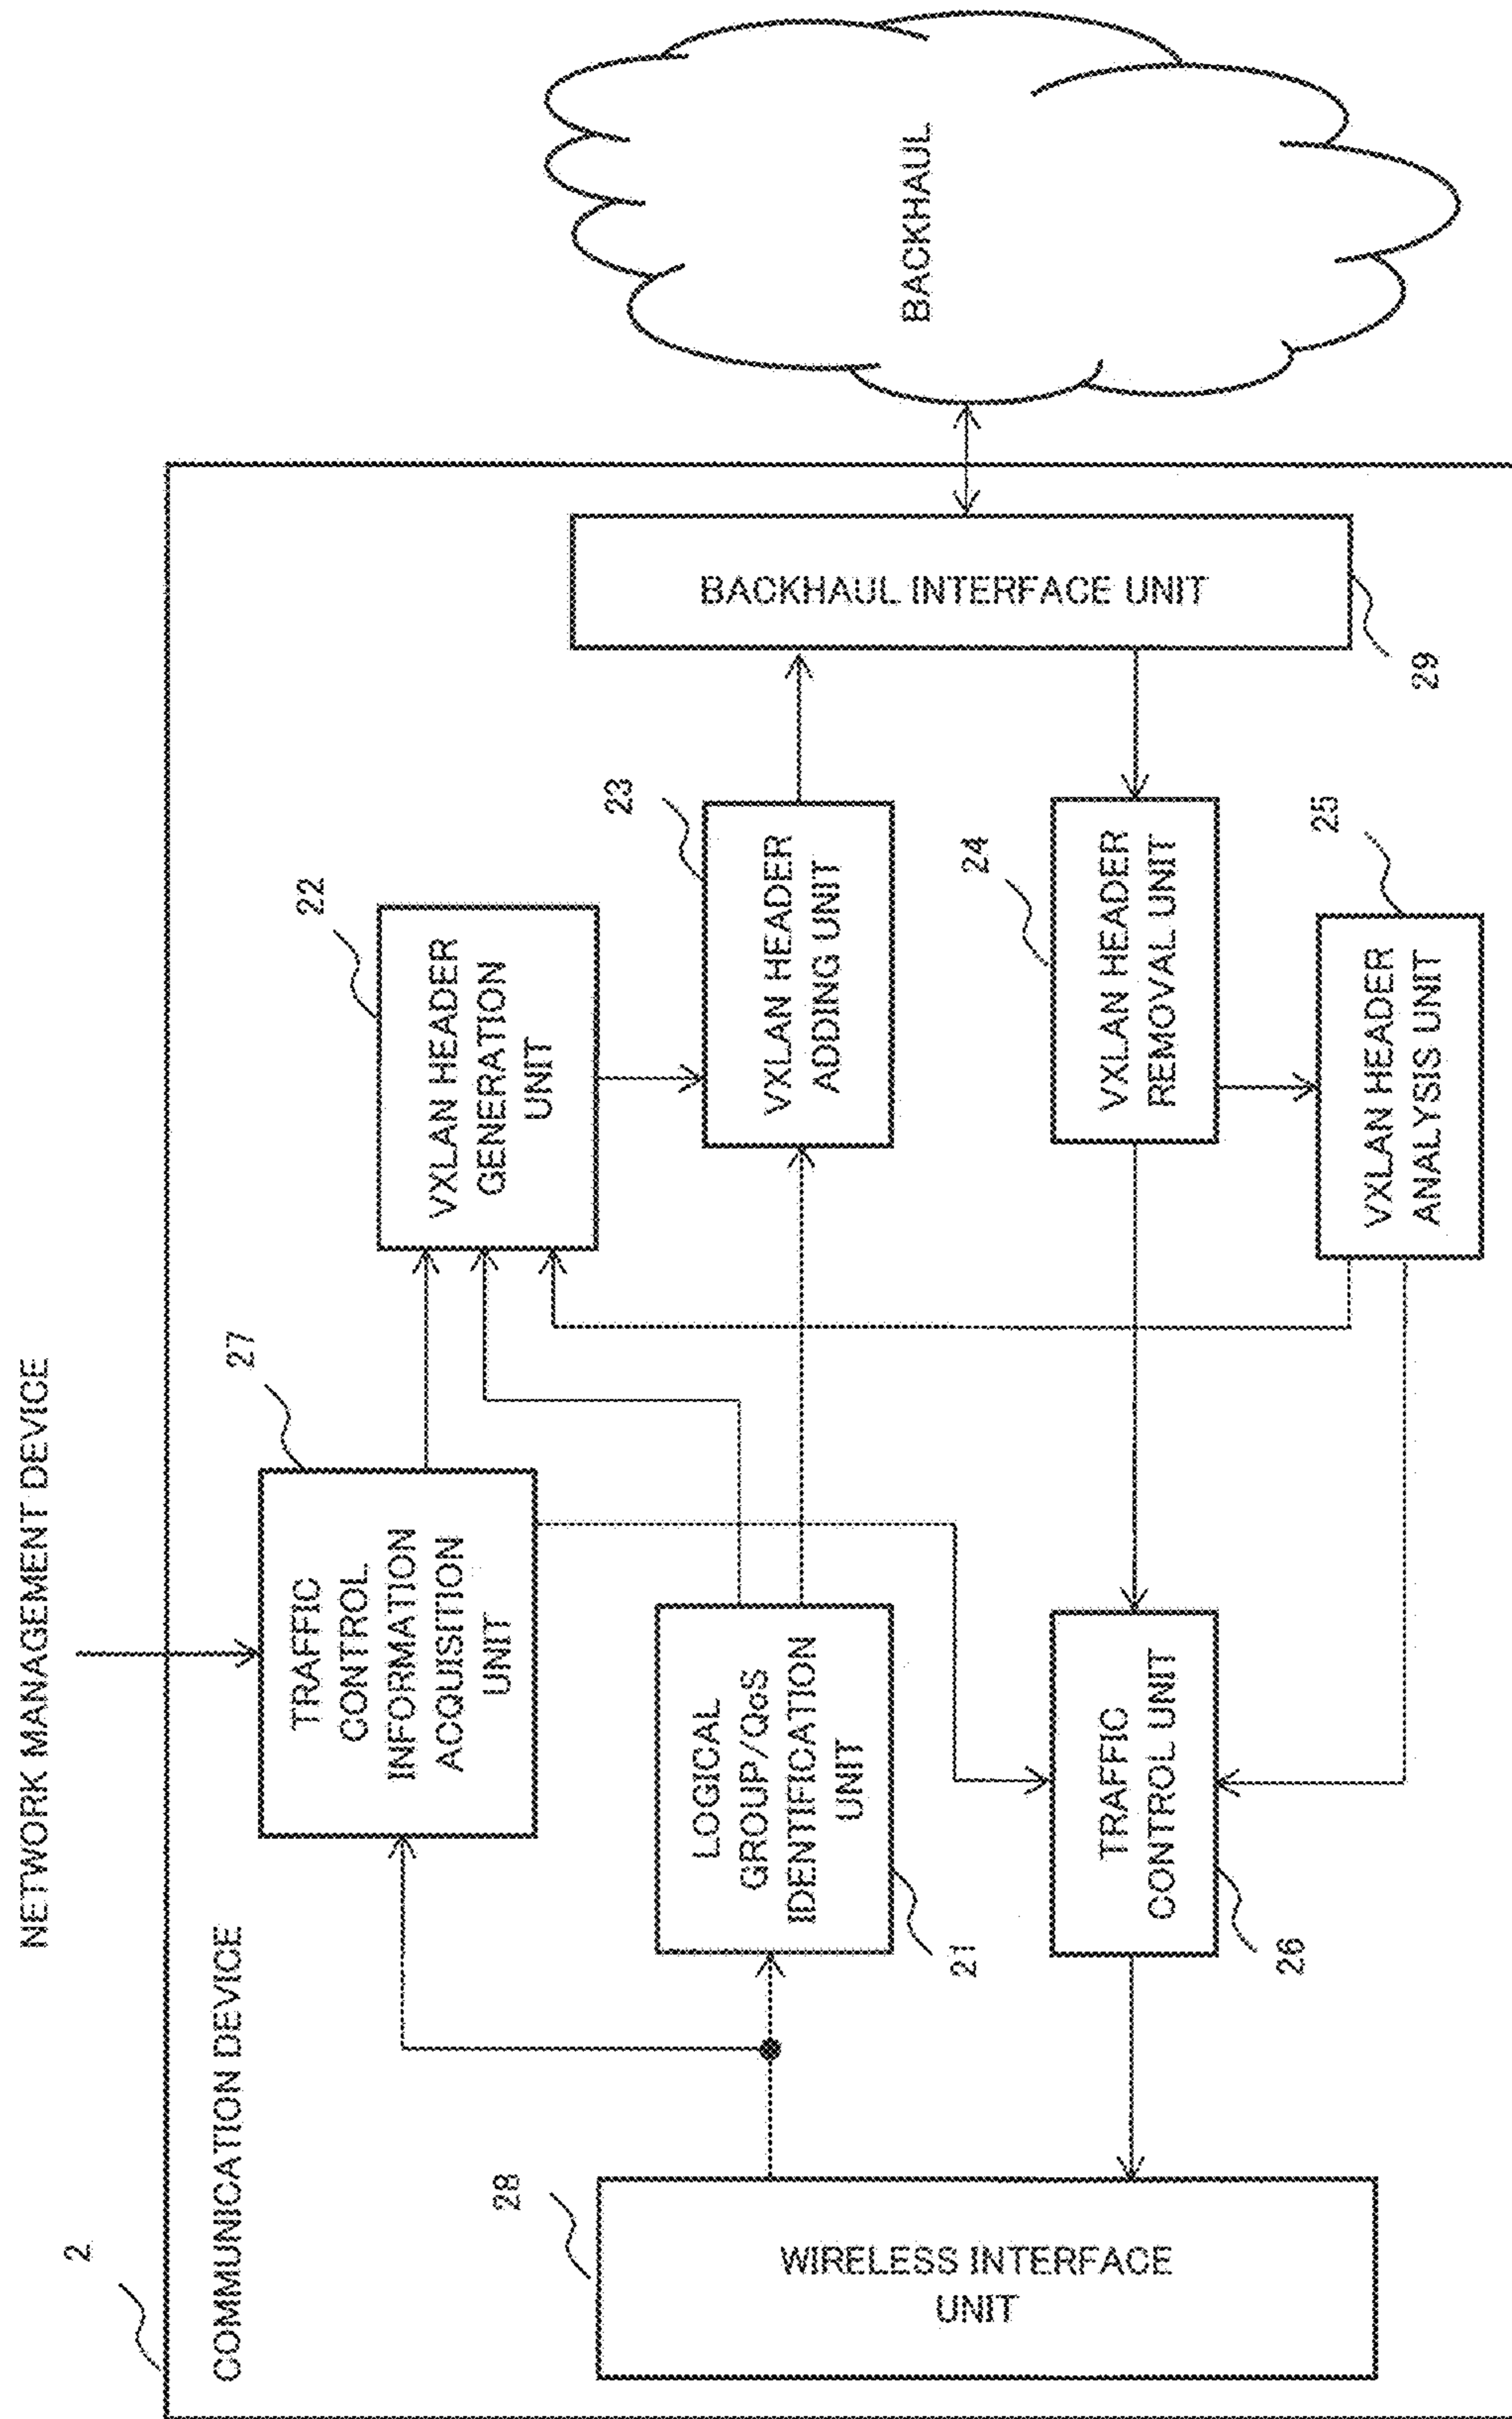 NETWORK MANAGEMENT DEVICE
2
COMMUNICATION DEVICE
27
TRAFFIC
CONTROL
INFORMATION
ACQUISITION
UNIT
22
VXLAN HEADER
GENERATION
UNIT
28
WIRELESS INTERFACE
UNIT
LOGICAL
GROUP/QoS
IDENTIFICATION
UNIT
21
23
VXLAN HEADER
ADDING UNIT
BACKHAUL INTERFACE UNIT
29
BACKHAUL
TRAFFIC
CONTROL UNIT
26
24
VXLAN HEADER
REMOVAL UNIT
25
VXLAN HEADER
ANALYSIS UNIT